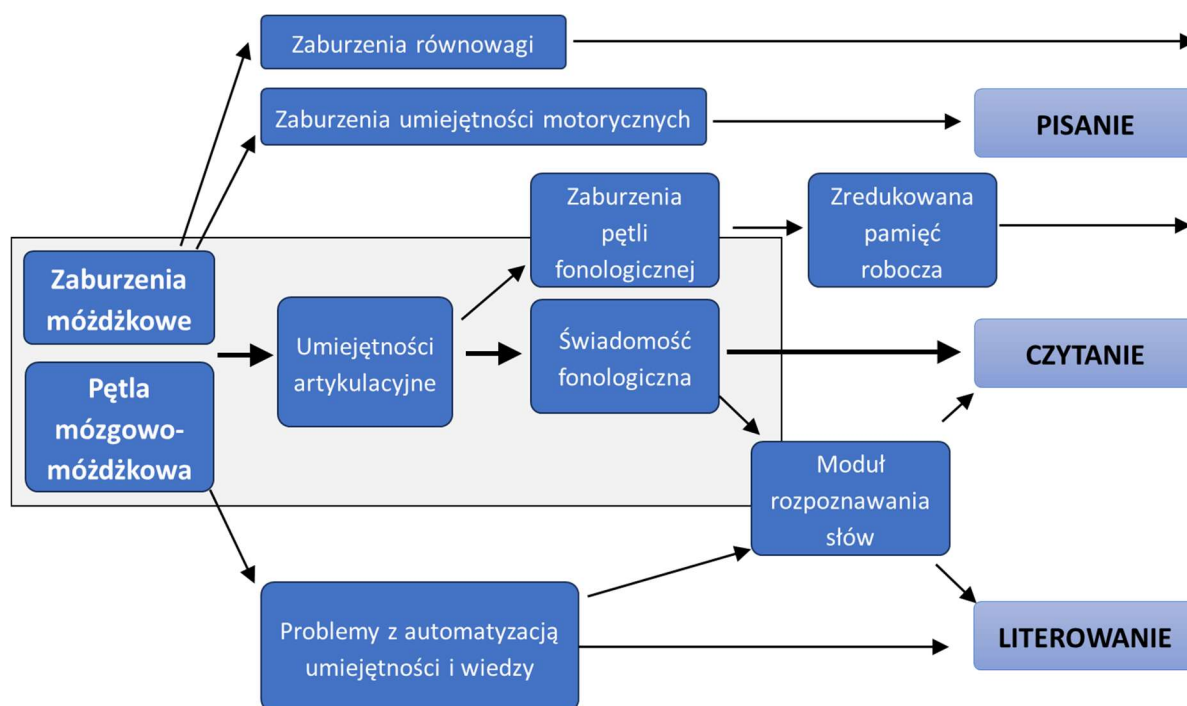 Zaburzenia równowagi
Zaburzenia umiejętności motorycznych
PISANIE
Zaburzenia
pętli
fonologicznej
Zredukowana
pamięć
robocza
Zaburzenia
móżdżkowe
Umiejętności
artykulacyjne
Świadomość
fonologiczna
CZYTANIE
Pętla
mózgowo-
móżdżkowa
Moduł
rozpoznawania
słów
Problemy z automatyzacją
umiejętności i wiedzy
LITEROWANIE